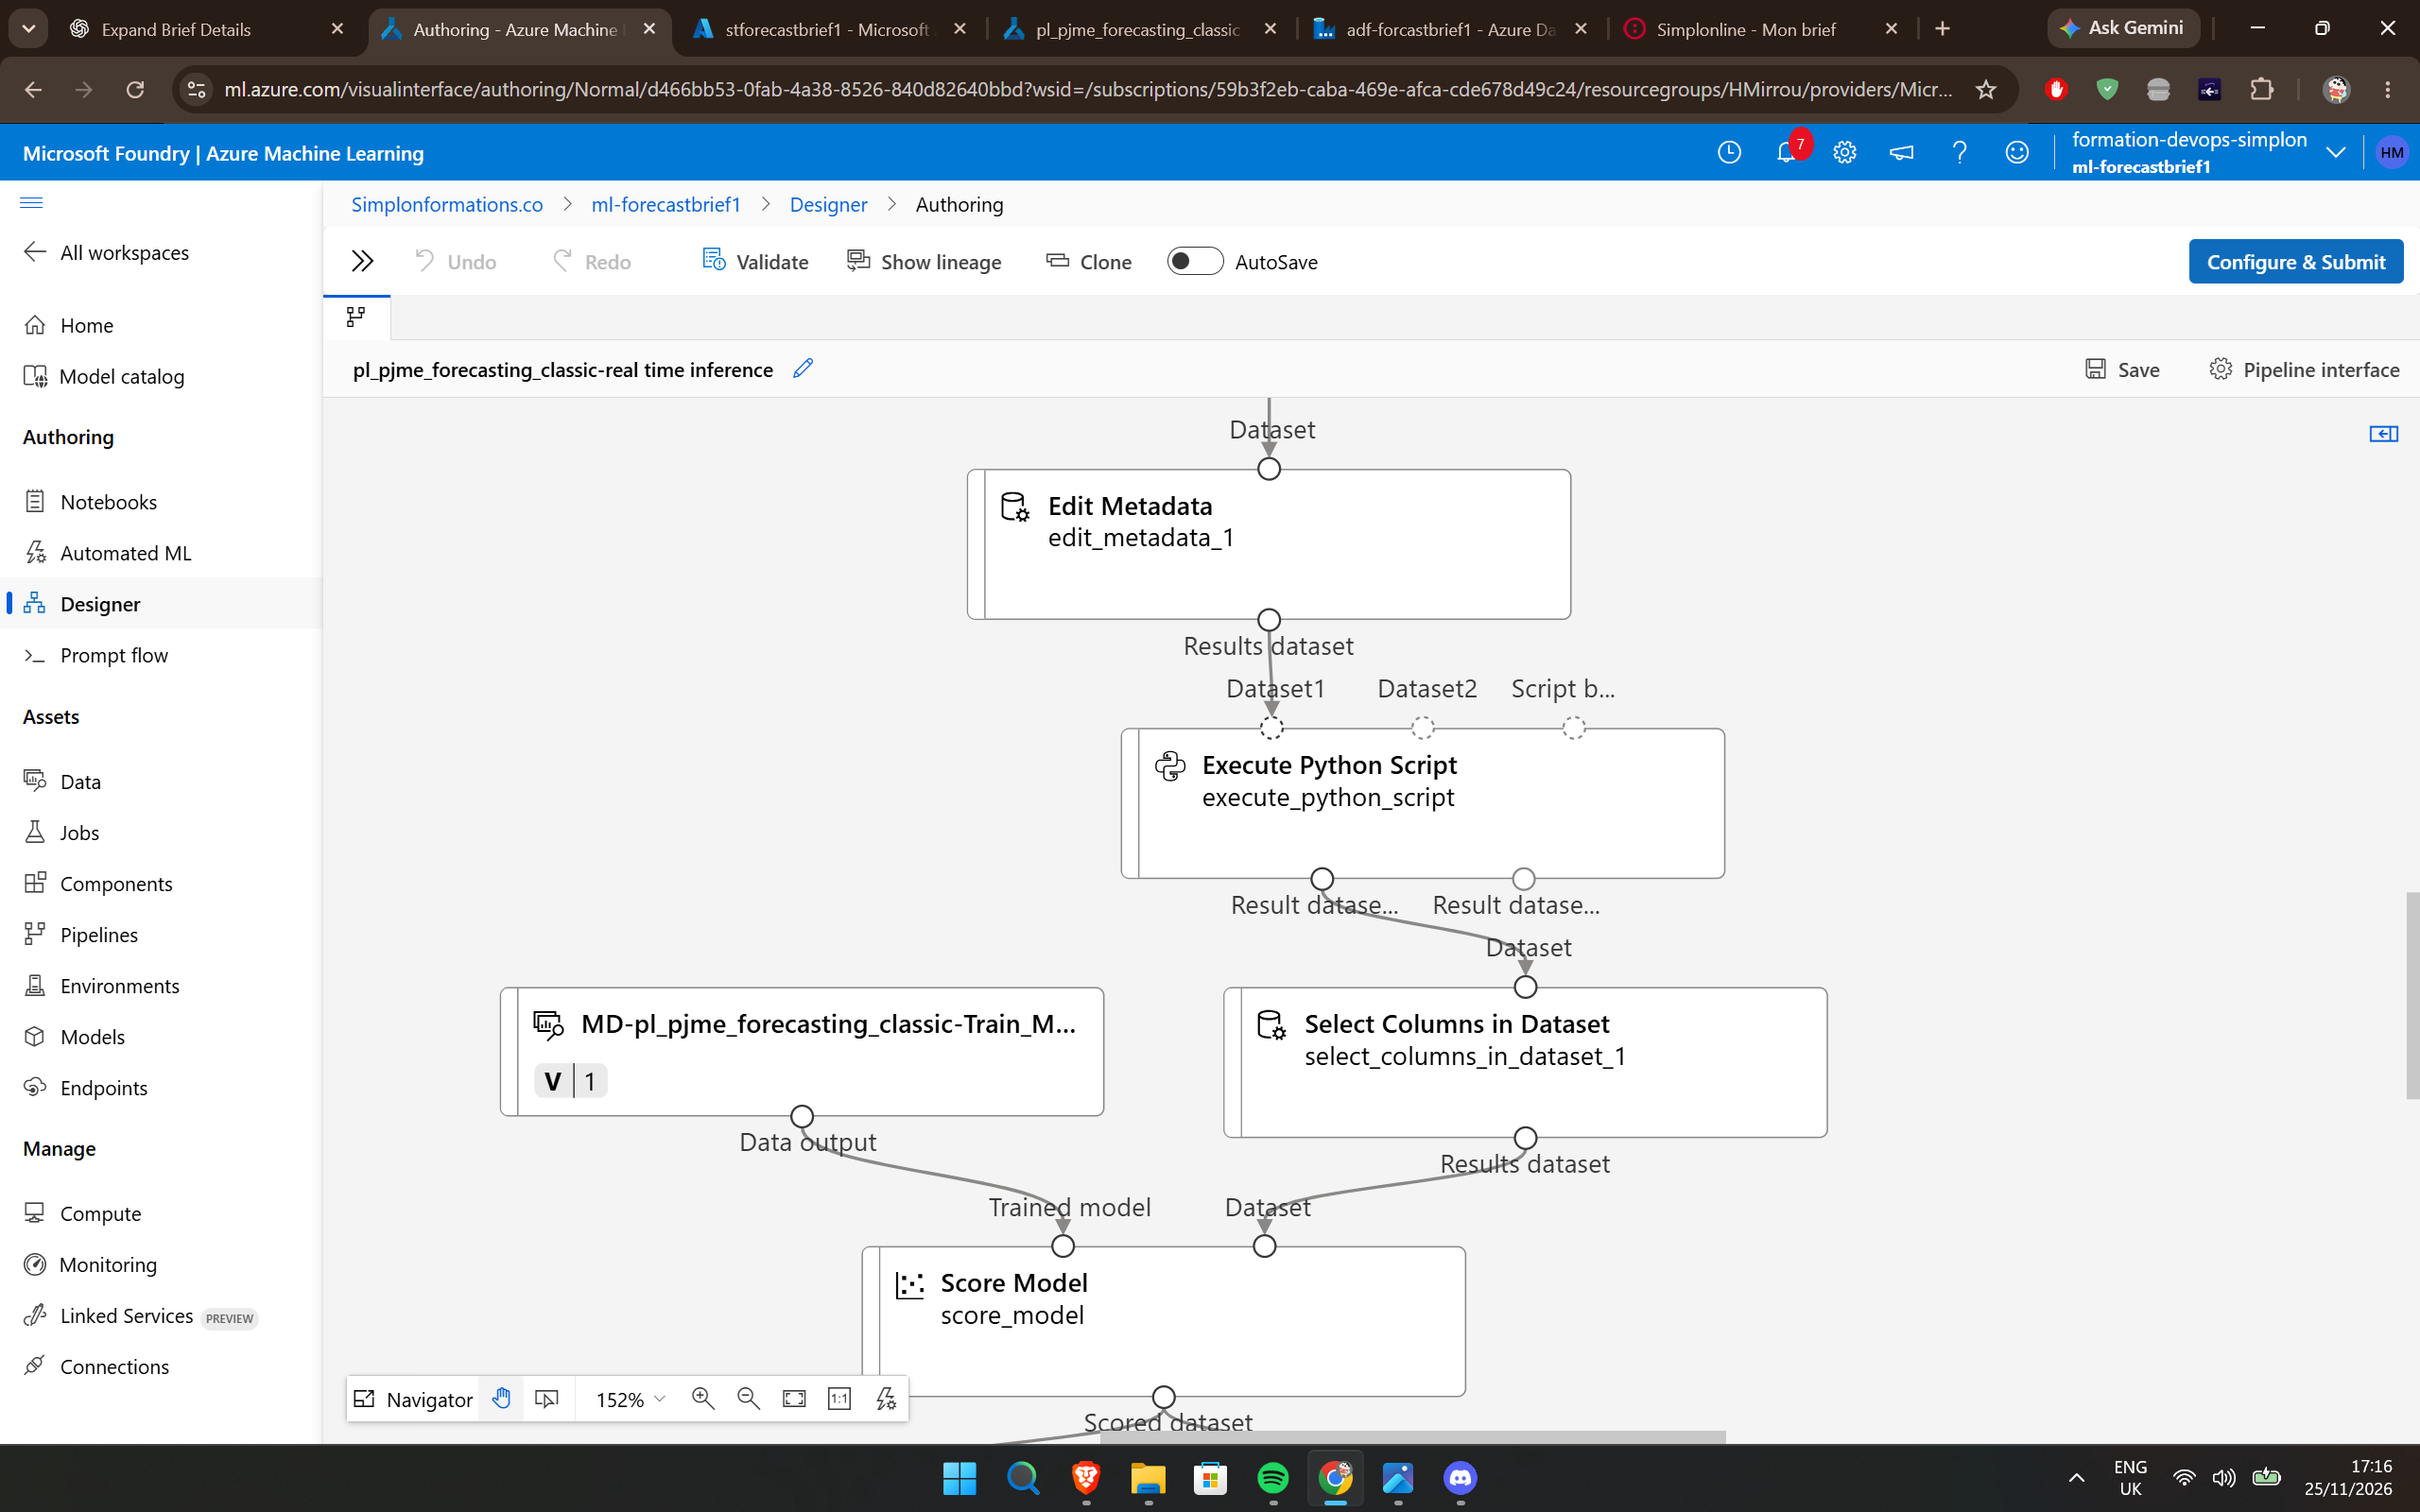 Expand Brief Details
Authoring - Azure Machine
stforecastbrief1 - Microsoft
pl_pjme_forecasting_classic
adf-forcastbrief1 - Azure Da
Simplonline - Mon brief
Ask Gemini
ml.azure.com/visualinterface/authoring/Normal/d466bb53-0fab-4a38-8526-840d82640bbd?wsid=/subscriptions/59b3f2eb-caba-469e-afca-cde678d49c24/resourcegroups/HMirrou/providers/Micr...
Microsoft Foundry | Azure Machine Learning
7
formation-devops-simplon
ml-forecastbrief1
HM
All workspaces
Home
Model catalog
Authoring
Notebooks
Automated ML
Designer
Prompt flow
Assets
Data
Jobs
Components
Pipelines
Environments
Models
Endpoints
Manage
Compute
Monitoring
Linked Services PREVIEW
Connections
Simplonformations.co > ml-forecastbrief1 > Designer > Authoring
Undo
Redo
Validate
Show lineage
Clone
AutoSave
Configure & Submit
pl_pjme_forecasting_classic-real time inference
Save
Pipeline interface
Dataset
Edit Metadata
edit_metadata_1
Results dataset
Dataset1 Dataset2 Script b...
Execute Python Script
execute_python_script
Result datase... Result datase...
Dataset
MD-pl_pjme_forecasting_classic-Train_M...
V | 1
Data output
Select Columns in Dataset
select_columns_in_dataset_1
Results dataset
Trained model Dataset
Score Model
score_model
Scored dataset
Navigator
152%
1:1
ENG
UK
17:16
25/11/2026